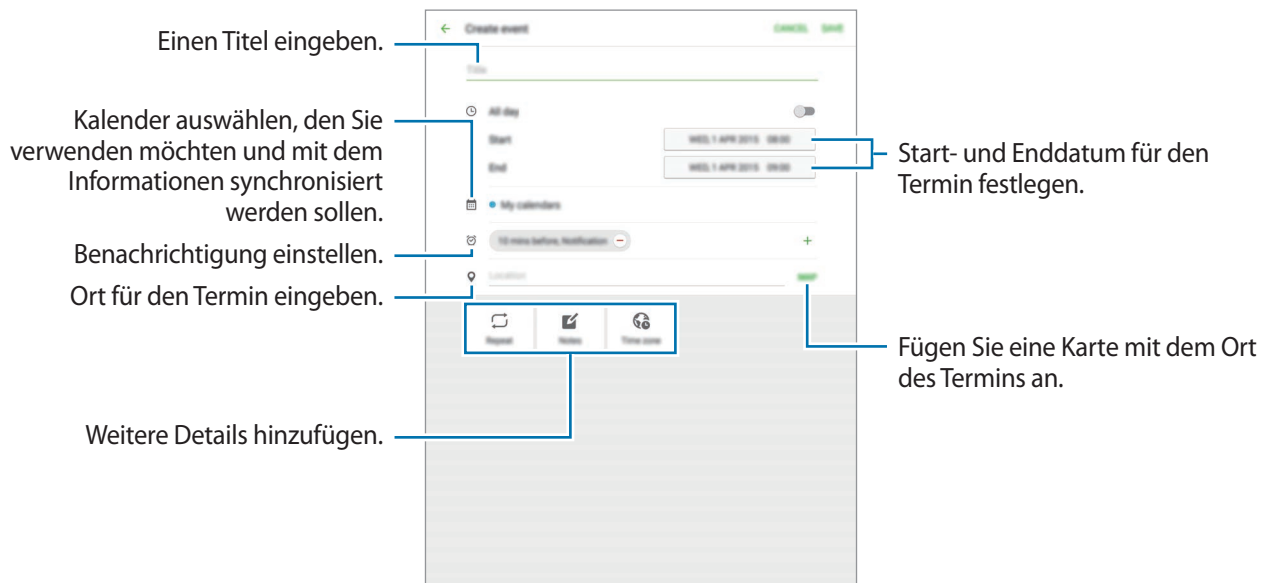 Create event
CANCEL SAVE
Einen Titel eingeben.
Title
Kalender auswählen, den Sie
verwenden möchten und mit dem
Informationen synchronisiert
werden sollen.
All day
Start
WED, 1 APR 2015 08:00
End
WED, 1 APR 2015 09:00
Start- und Enddatum für den
Termin festlegen.
My calendars
Benachrichtigung einstellen.
10 mins before, Notification
Ort für den Termin eingeben.
Location
MAP
Repeat
Notes
Time zone
Fügen Sie eine Karte mit dem Ort
des Termins an.
Weitere Details hinzufügen.